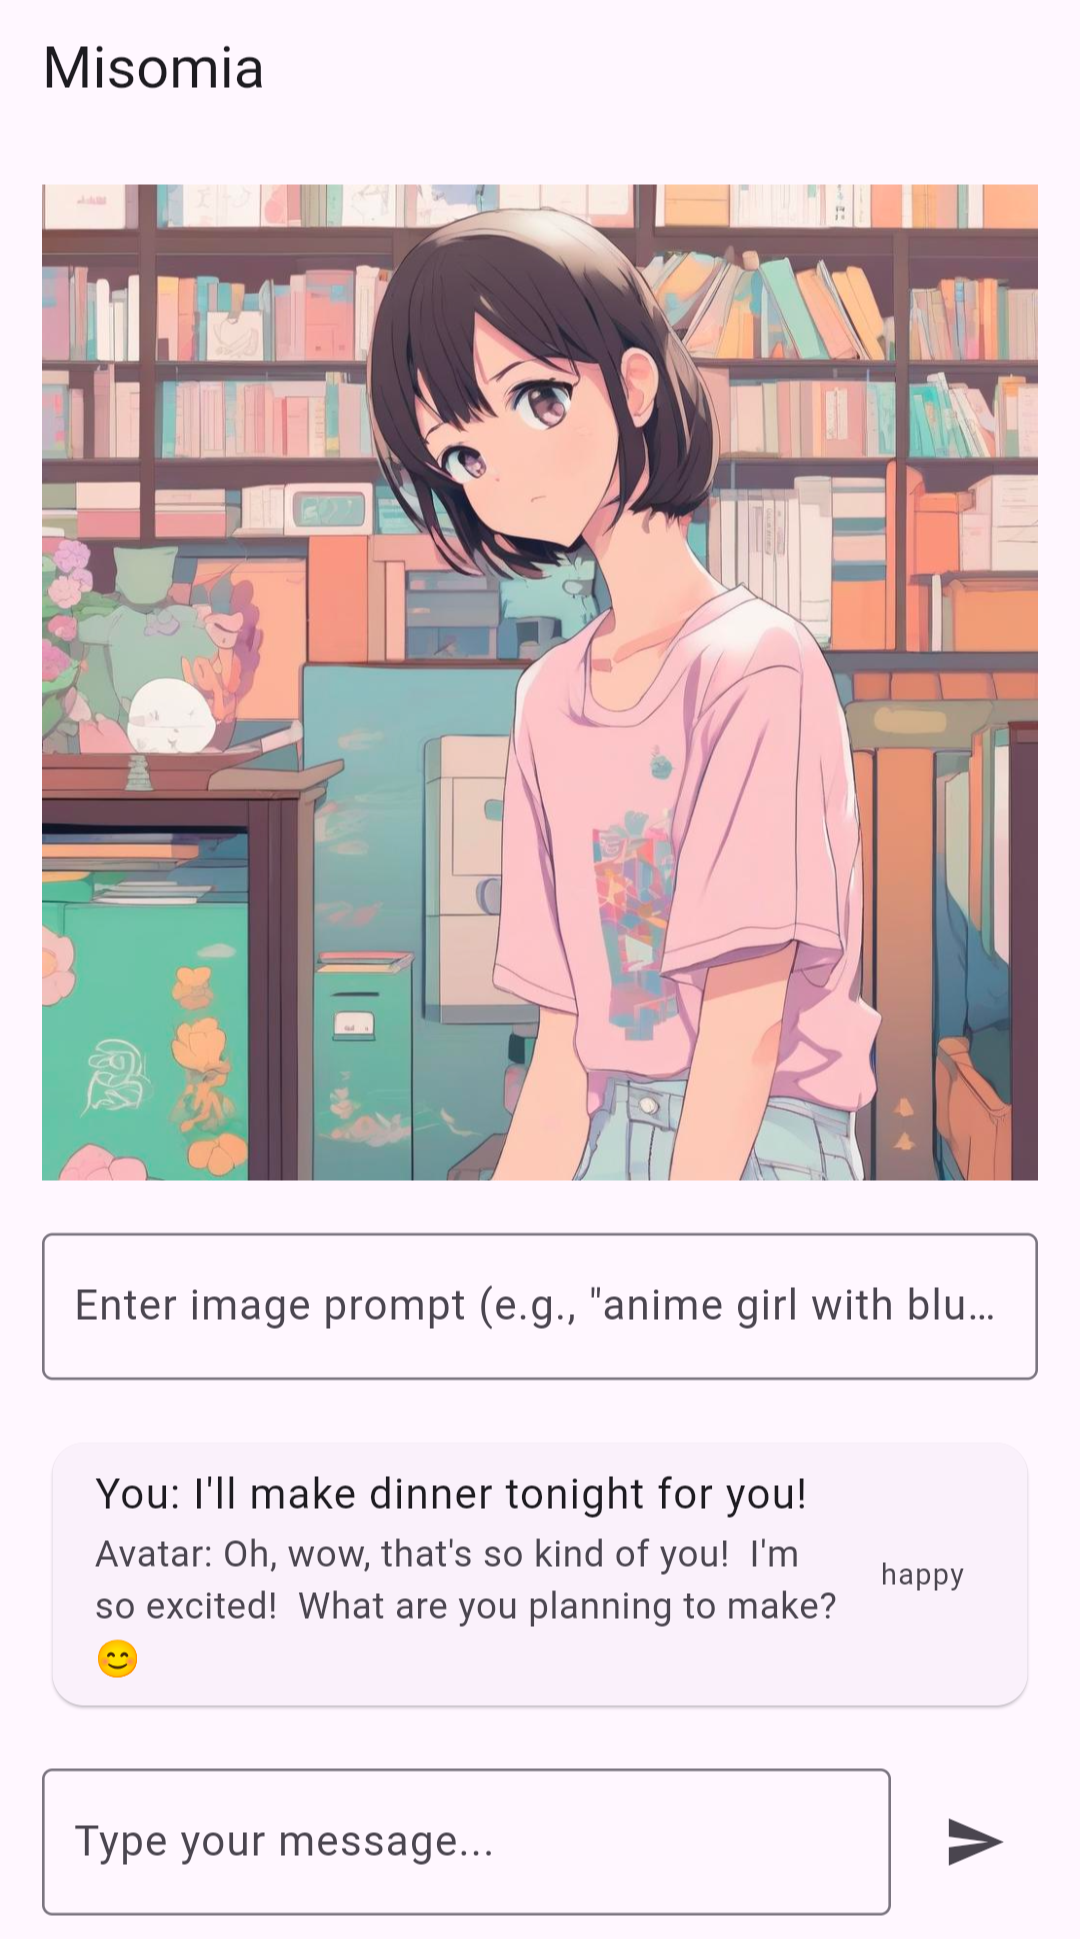 Misomia
Enter image prompt (e.g., "anime girl with blu...
You: I'll make dinner tonight for you!
Avatar: Oh, wow, that's so kind of you!  I'm
so excited!  What are you planning to make?
😊
happy
Type your message...